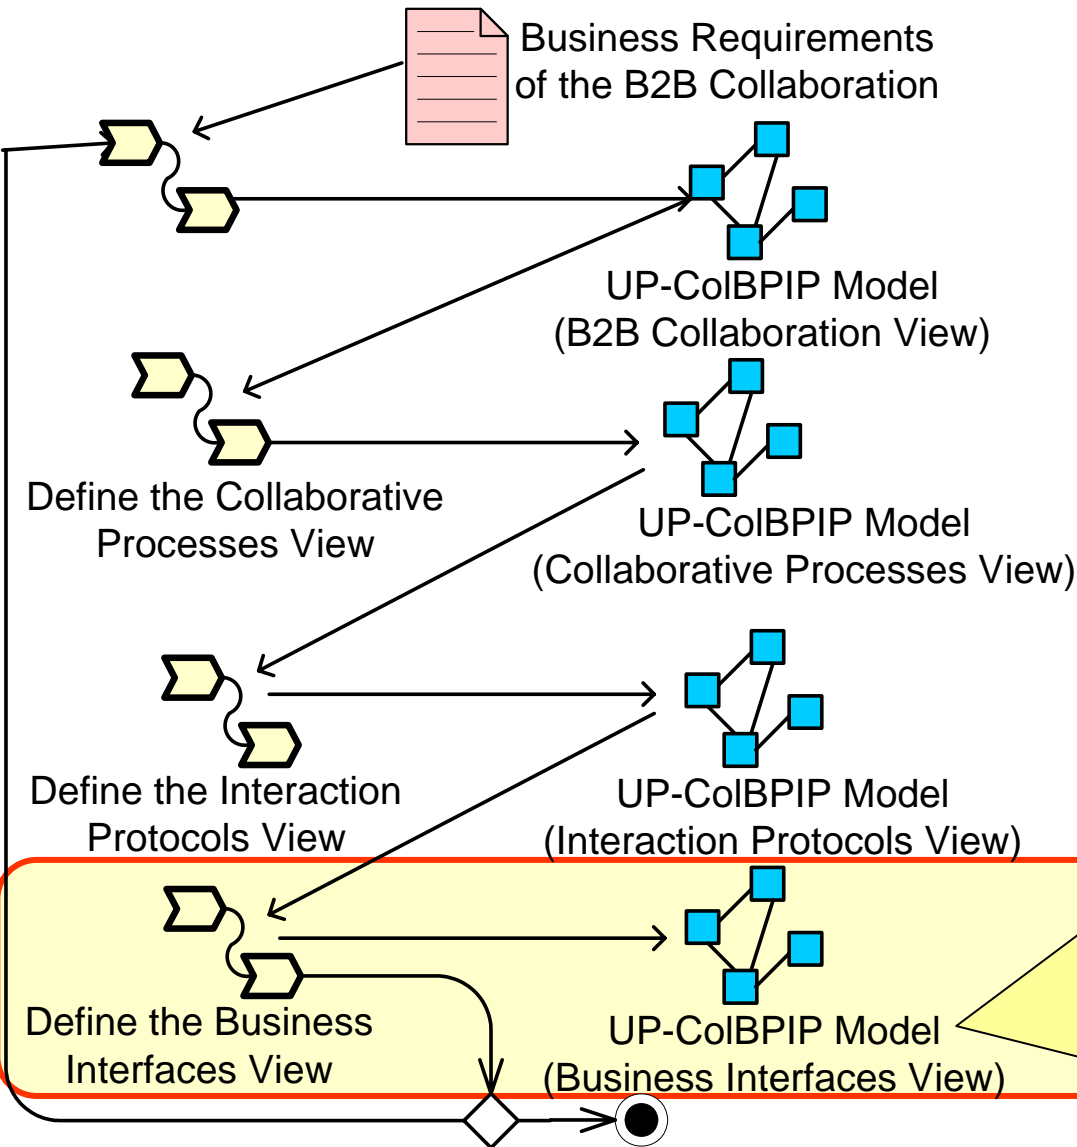 Business Requirements
of the B2B Collaboration
UP-ColBPIP Model
(B2B Collaboration View)
Define the Collaborative
Processes View
UP-ColBPIP Model
(Collaborative Processes View)
Define the Interaction
Protocols View
UP-ColBPIP Model
(Interaction Protocols View)
Define the Business
Interfaces View
UP-ColBPIP Model
(Business Interfaces View)